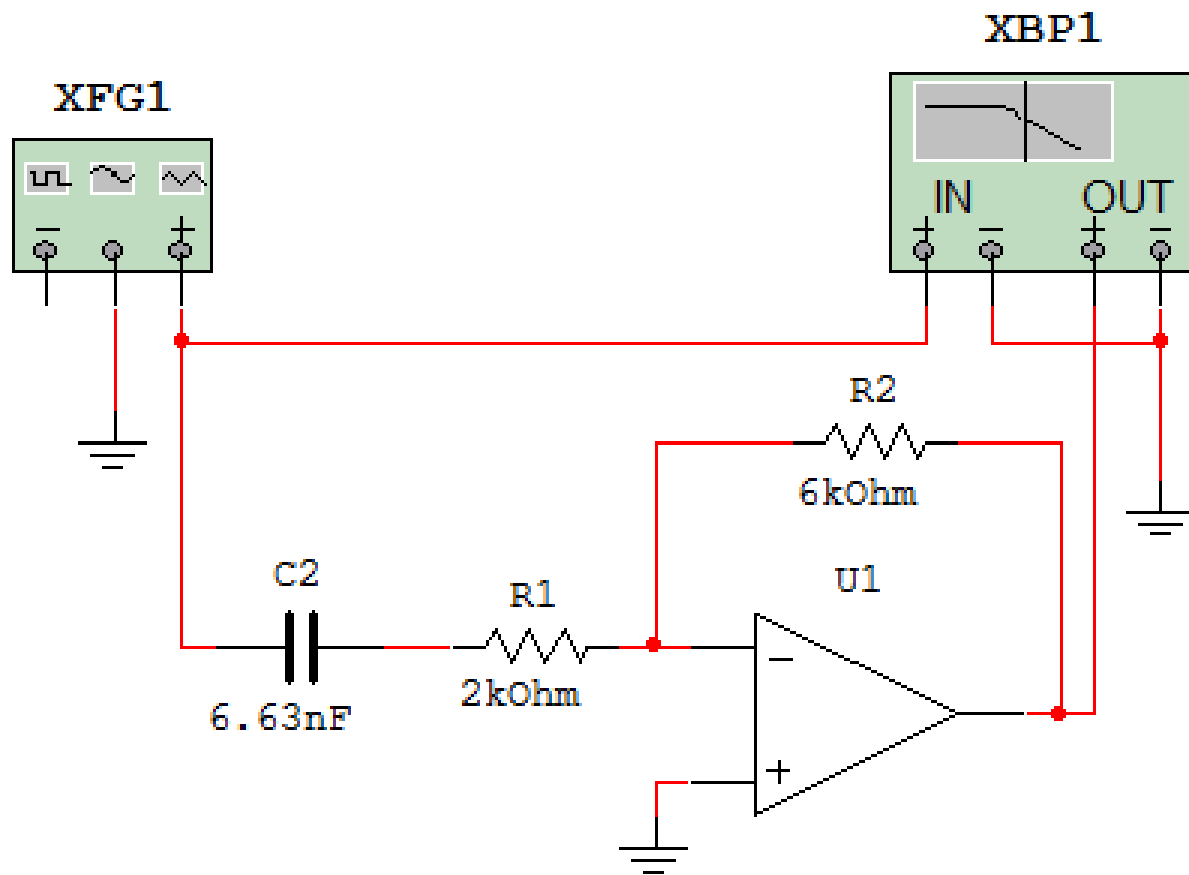 XBP1
XFG1
IN OUT
+ − + −
− +
R2
6kOhm
C2
R1
U1
2kOhm
6.63nF
−
+